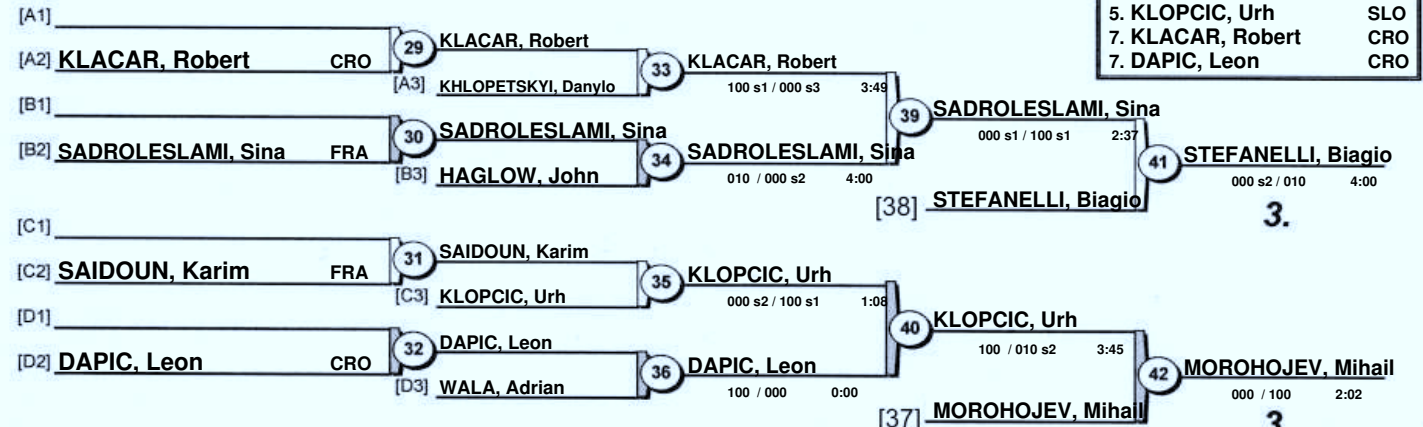 5. KLOPCIC, Urh SLO
7. KLACAR, Robert CRO
7. DAPIC, Leon CRO
[A1]
[A2] KLACAR, Robert CRO
29
KLACAR, Robert
[A3] KHLOPETSKYI, Danylo
33
KLACAR, Robert
100 s1 / 000 s3 3:49
[B1]
[B2] SADROLESLAMI, Sina FRA
30
SADROLESLAMI, Sina
[B3] HAGLOW, John
34
SADROLESLAMI, Sina
010 / 000 s2 4:00
39
SADROLESLAMI, Sina
000 s1 / 100 s1 2:37
[38] STEFANELLI, Biagio
41
STEFANELLI, Biagio
000 s2 / 010 4:00
3.
[C1]
[C2] SAIDOUN, Karim FRA
31
SAIDOUN, Karim
[C3] KLOPCIC, Urh
35
KLOPCIC, Urh
000 s2 / 100 s1 1:08
[D1]
[D2] DAPIC, Leon CRO
32
DAPIC, Leon
[D3] WALA, Adrian
36
DAPIC, Leon
100 / 000 0:00
40
KLOPCIC, Urh
100 / 010 s2 3:45
[37] MOROHOJEV, Mihail
42
MOROHOJEV, Mihail
000 / 100 2:02
3.